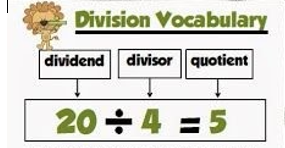 Division Vocabulary
dividend divisor quotient
20 ÷ 4 = 5